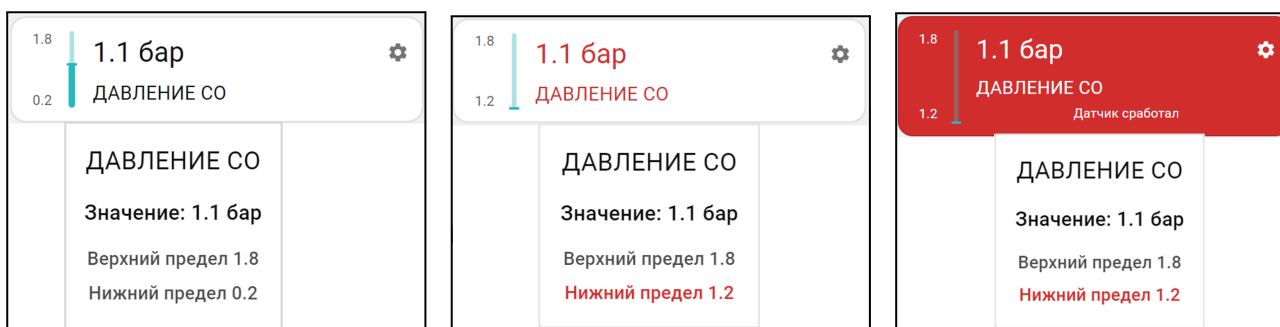 1.8
1.1 бар
0.2
ДАВЛЕНИЕ СО
ДАВЛЕНИЕ СО
Значение: 1.1 бар
Верхний предел 1.8
Нижний предел 0.2
1.8
1.1 бар
1.2
ДАВЛЕНИЕ СО
ДАВЛЕНИЕ СО
Значение: 1.1 бар
Верхний предел 1.8
Нижний предел 1.2
1.8
1.1 бар
ДАВЛЕНИЕ СО
1.2
Датчик сработал
ДАВЛЕНИЕ СО
Значение: 1.1 бар
Верхний предел 1.8
Нижний предел 1.2